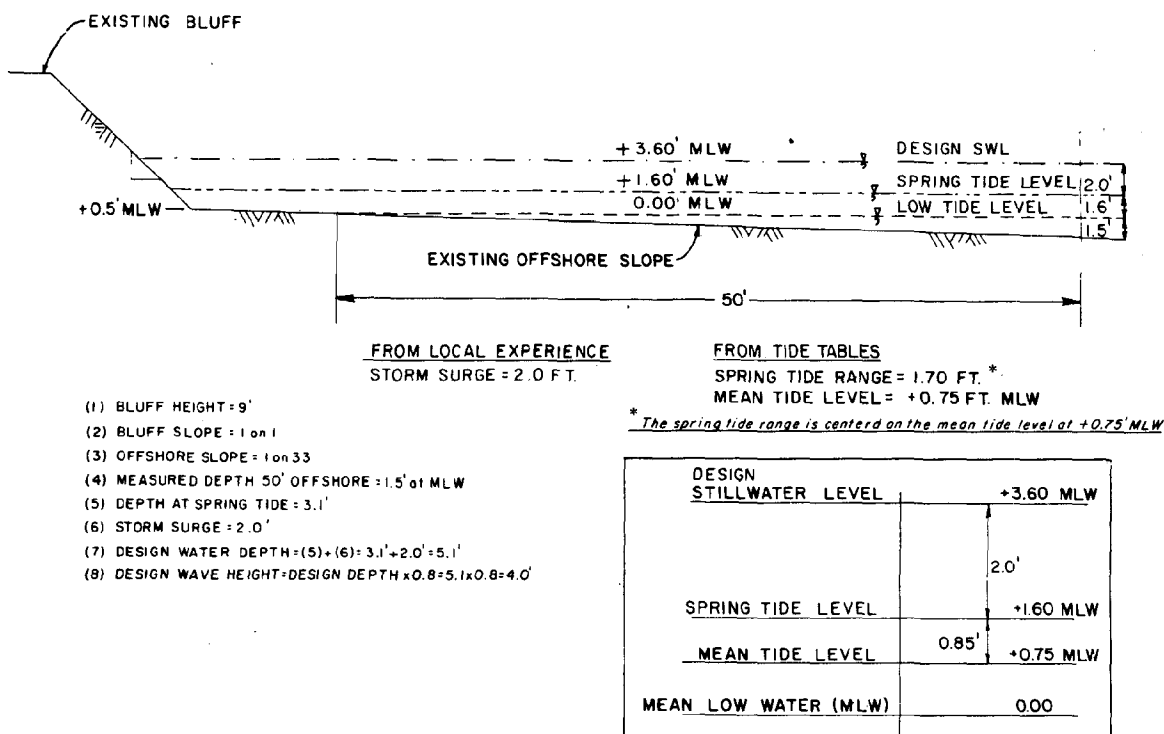 EXISTING BLUFF
+3.60' MLW
DESIGN SWL
+1.60' MLW
SPRING TIDE LEVEL
2.0'
+0.5' MLW
0.00' MLW
LOW TIDE LEVEL
1.6'
1.5'
EXISTING OFFSHORE SLOPE
50'
FROM LOCAL EXPERIENCE
STORM SURGE = 2.0 FT.
FROM TIDE TABLES
SPRING TIDE RANGE = 1.70 FT. *
MEAN TIDE LEVEL = +0.75 FT. MLW
* The spring tide range is centerd on the mean tide level at +0.75' MLW
(1) BLUFF HEIGHT = 9'
(2) BLUFF SLOPE = 1 on 1
(3) OFFSHORE SLOPE = 1 on 33
(4) MEASURED DEPTH 50' OFFSHORE = 1.5' at MLW
(5) DEPTH AT SPRING TIDE = 3.1'
(6) STORM SURGE = 2.0'
(7) DESIGN WATER DEPTH = (5) + (6) = 3.1' + 2.0' = 5.1'
(8) DESIGN WAVE HEIGHT = DESIGN DEPTH x 0.8 = 5.1 x 0.8 = 4.0'
DESIGN
STILLWATER LEVEL +3.60 MLW
2.0'
SPRING TIDE LEVEL +1.60 MLW
0.85'
MEAN TIDE LEVEL +0.75 MLW
MEAN LOW WATER (MLW) 0.00